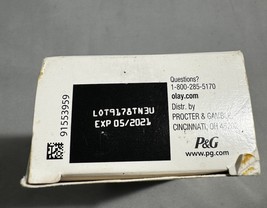 91553959
LOT9178TN3U
EXP 05/2021
Questions?
1-800-285-5170
olay.com
Distr. by
PROCTER & GAMBLE
CINCINNATI, OH
P&G
www.pg.com